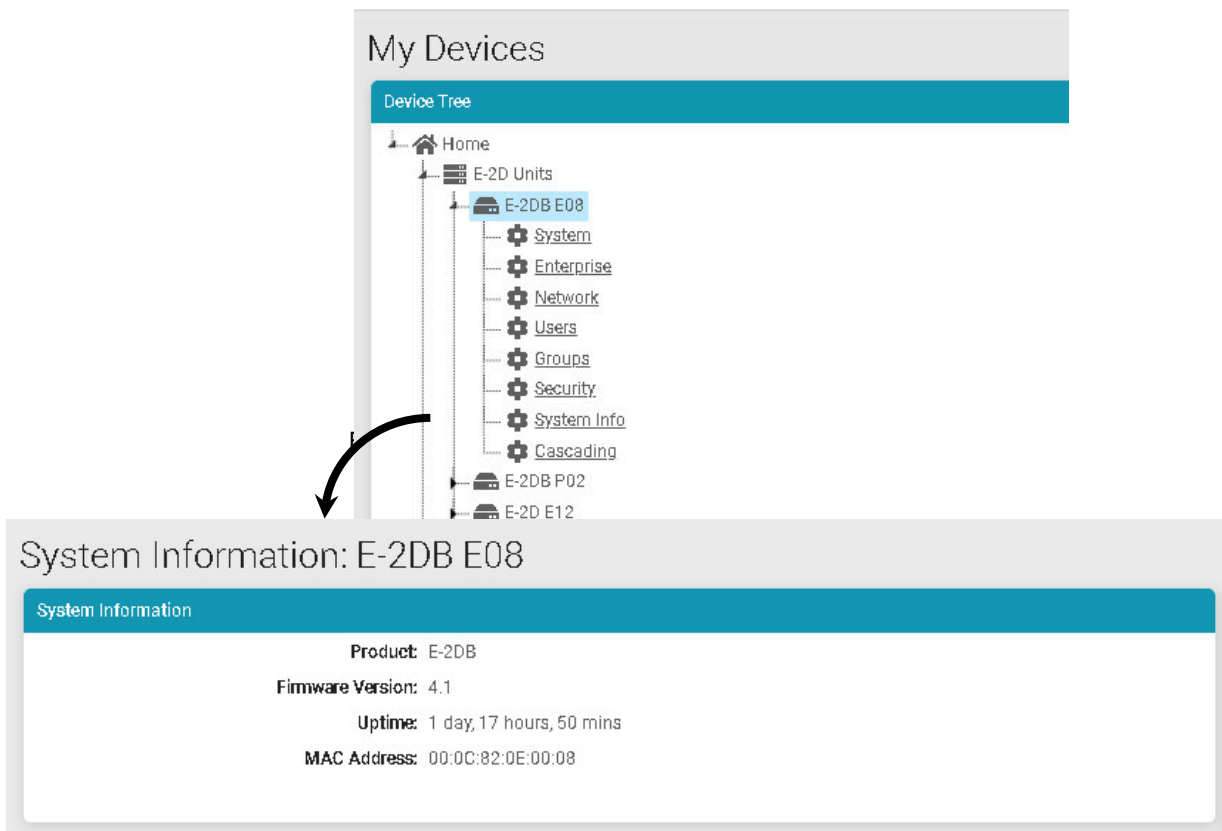 My Devices
Device Tree
Home
E-2D Units
E-2DB E08
System
Enterprise
Network
Users
Groups
Security
System Info
Cascading
E-2DB P02
E-2D E12
System Information: E-2DB E08
System Information
Product: E-2DB
Firmware Version: 4.1
Uptime: 1 day, 17 hours, 50 mins
MAC Address: 00:0C:82:0E:00:08